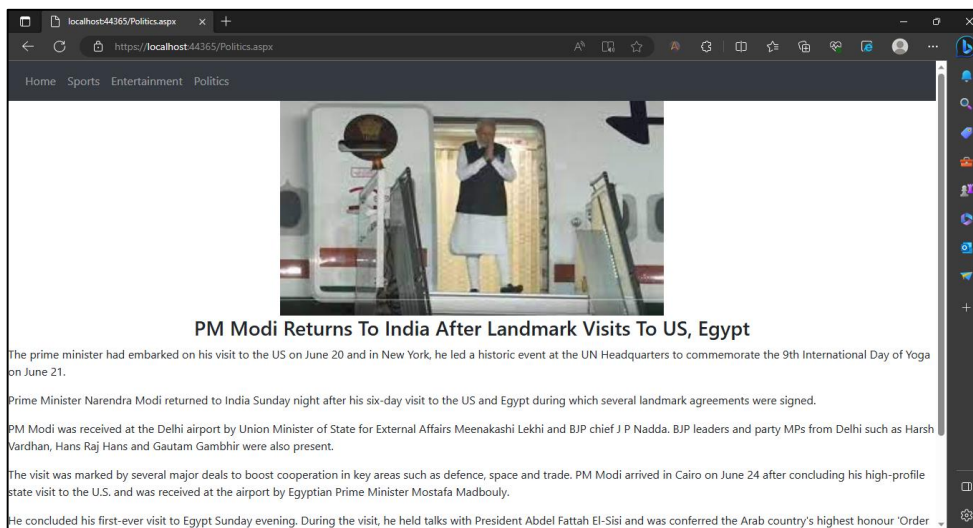 localhost:44365/Politics.aspx
https://localhost:44365/Politics.aspx
Home Sports Entertainment Politics
PM Modi Returns To India After Landmark Visits To US, Egypt
The prime minister had embarked on his visit to the US on June 20 and in New York, he led a historic event at the UN Headquarters to commemorate the 9th International Day of Yoga
on June 21.
Prime Minister Narendra Modi returned to India Sunday night after his six-day visit to the US and Egypt during which several landmark agreements were signed.
PM Modi was received at the Delhi airport by Union Minister of State for External Affairs Meenakashi Lekhi and BJP chief J P Nadda. BJP leaders and party MPs from Delhi such as Harsh
Vardhan, Hans Raj Hans and Gautam Gambhir were also present.
The visit was marked by several major deals to boost cooperation in key areas such as defence, space and trade. PM Modi arrived in Cairo on June 24 after concluding his high-profile
state visit to the U.S. and was received at the airport by Egyptian Prime Minister Mostafa Madbouly.
He concluded his first-ever visit to Egypt Sunday evening. During the visit, he held talks with President Abdel Fattah El-Sisi and was conferred the Arab country's highest honour 'Order